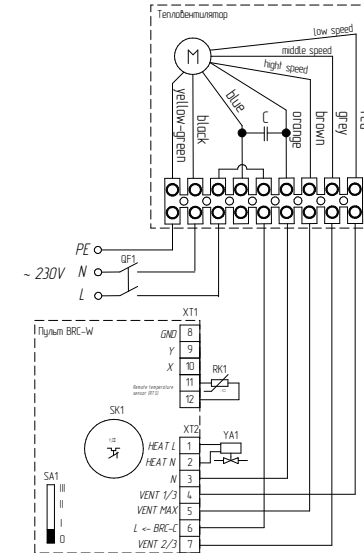 Тепловентилятор
low speed
middle speed
hight speed
M
yellow-green
black
blue
C
orange
brown
grey
red
PE
~ 230V N
L
QF1
Пульт BRC-W
XT1
GND 8
Y 9
X 10
11
12
Remote temperature
sensor (RTS)
RK1
SK1
XT2
HEAT L 1
HEAT N 2
N 3
VENT 1/3 4
VENT MAX 5
L <- BRC-C 6
VENT 2/3 7
YA1
SA1
III
II
I
0